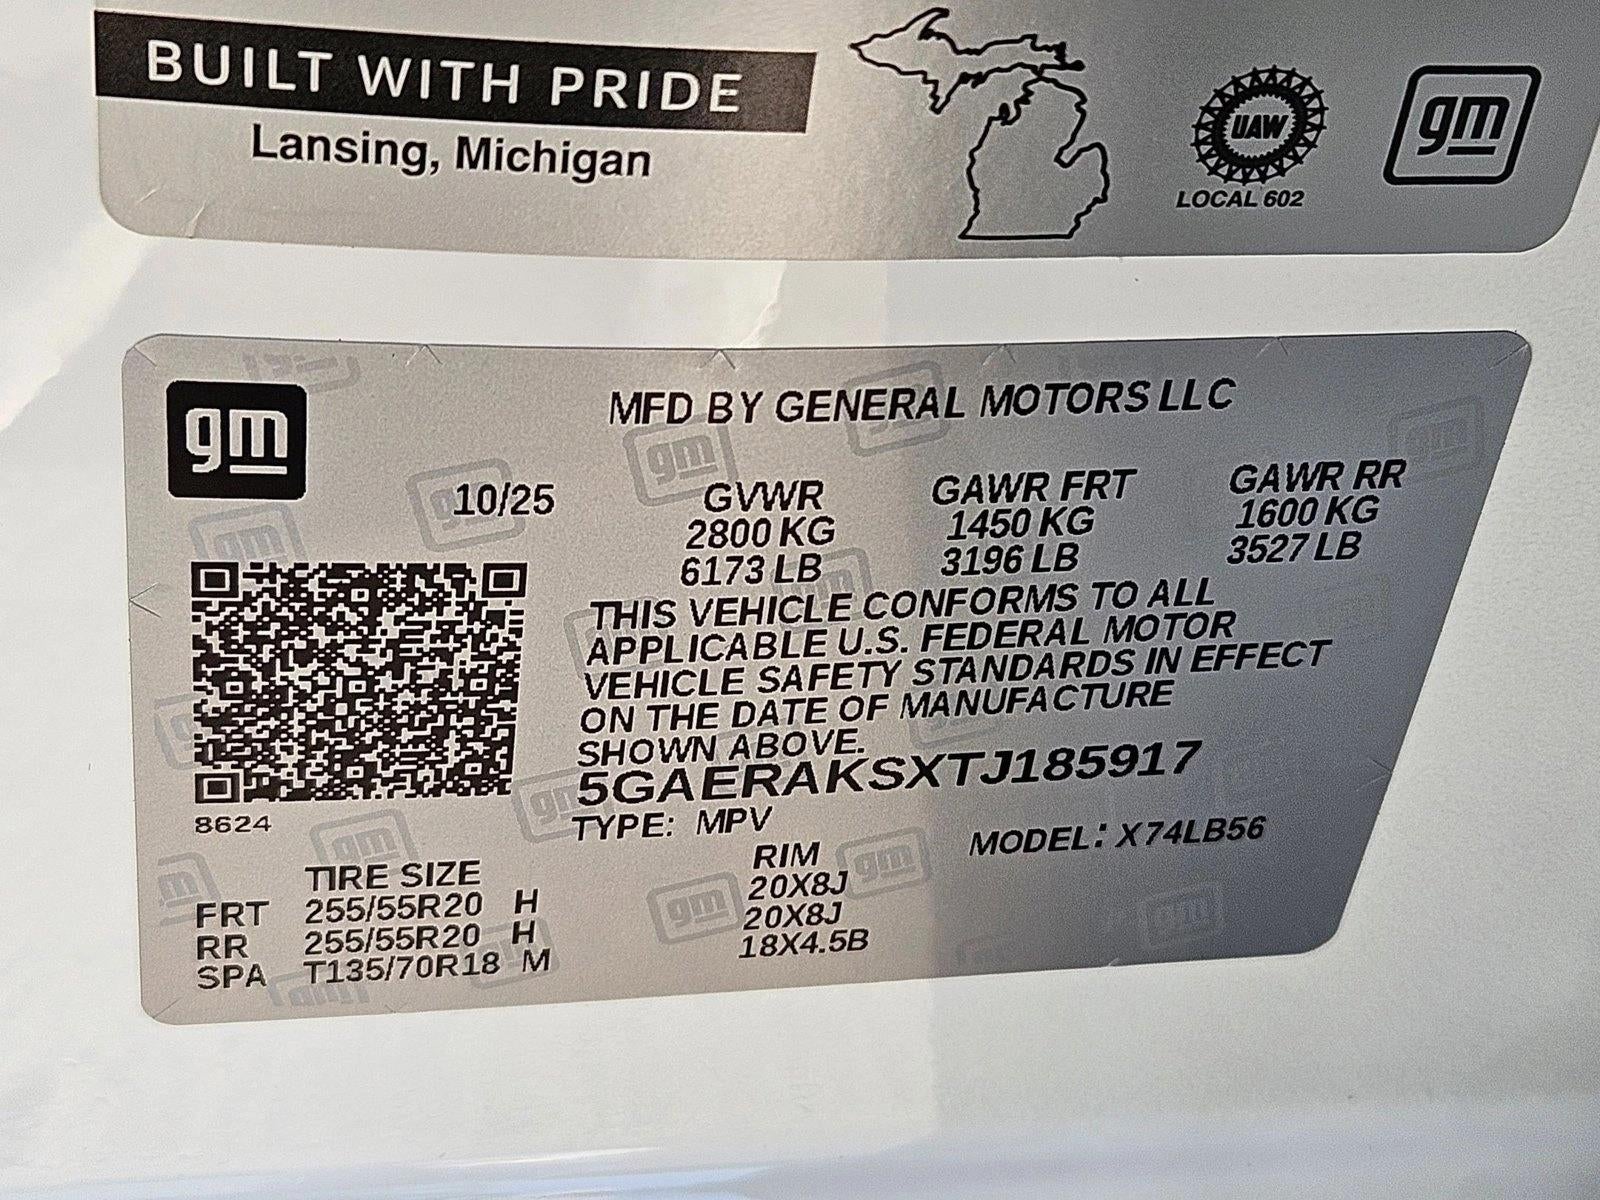 BUILT WITH PRIDE
Lansing, Michigan
UAW
LOCAL 602
gm
gm
MFD BY GENERAL MOTORS LLC
10/25
GVWR GAWR FRT GAWR RR
2800 KG 1450 KG 1600 KG
6173 LB 3196 LB 3527 LB
THIS VEHICLE CONFORMS TO ALL
APPLICABLE U.S. FEDERAL MOTOR
VEHICLE SAFETY STANDARDS IN EFFECT
ON THE DATE OF MANUFACTURE
SHOWN ABOVE.
5GAERAKSXTJ185917
8624
TYPE: MPV MODEL: X74LB56
TIRE SIZE RIM
FRT 255/55R20 H 20X8J
RR 255/55R20 H 20X8J
SPA T135/70R18 M 18X4.5B